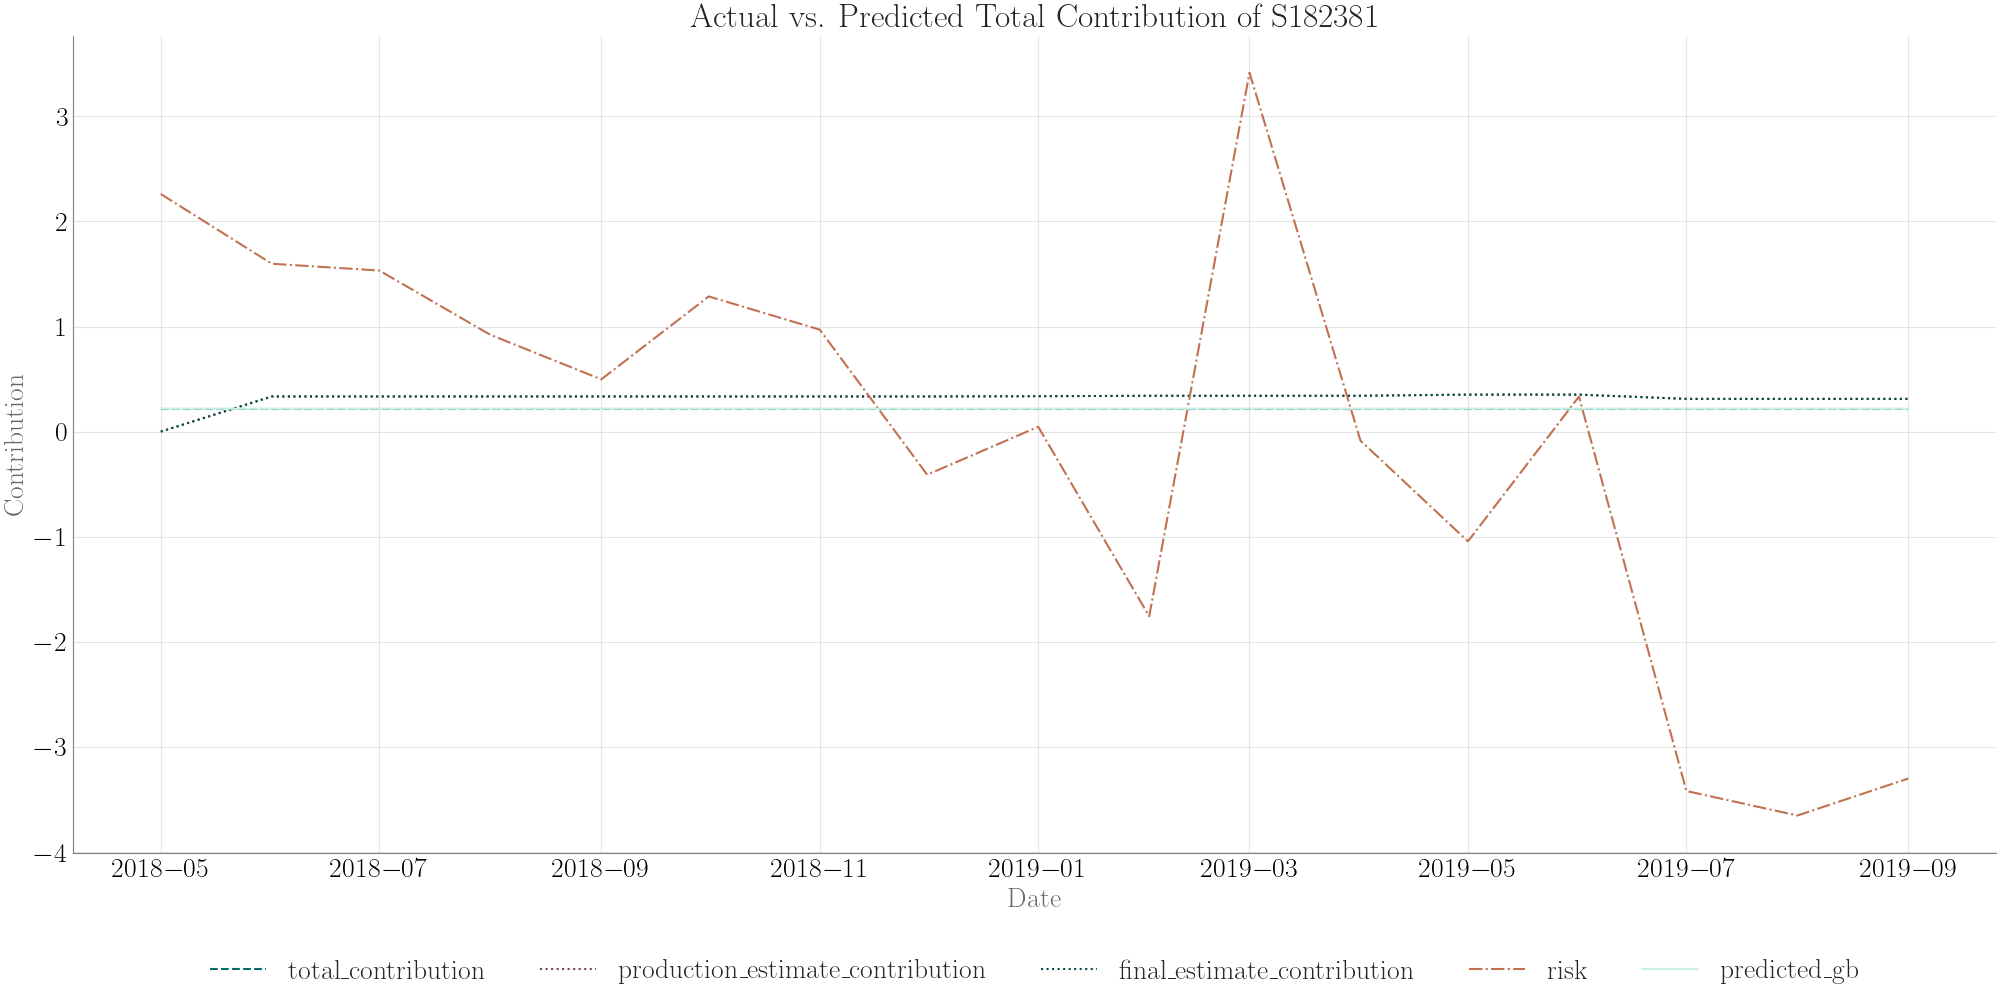 Actual vs. Predicted Total Contribution of S182381
3
2
1
0
−1
−2
−3
−4
Contribution
2018−05 2018−07 2018−09 2018−11 2019−01 2019−03 2019−05 2019−07 2019−09
Date
total_contribution production_estimate_contribution final_estimate_contribution risk predicted_gb